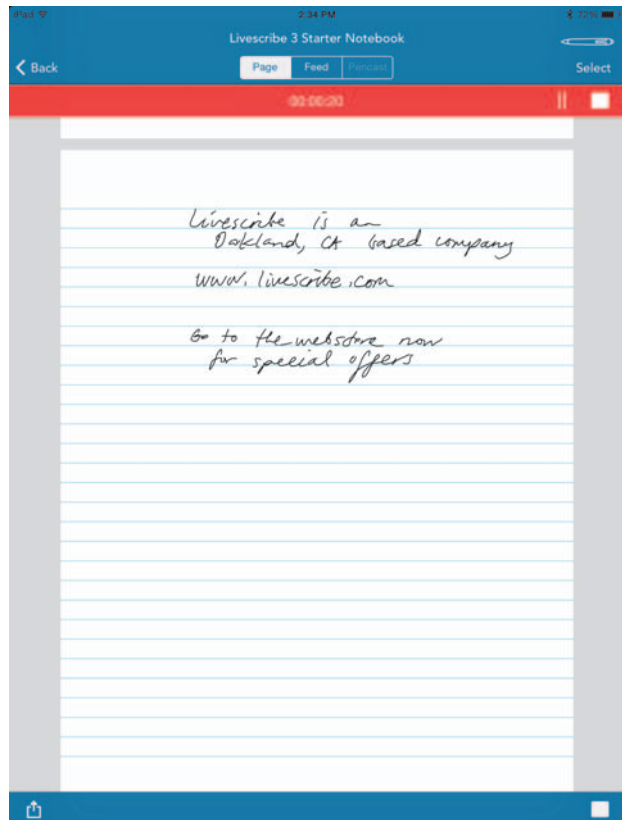 iPad 2:34 PM 72%
Livescribe 3 Starter Notebook
Back Page Feed Pencast Select
00:00:20
Livescribe is an
Oakland, CA based company
www.livescribe.com
Go to the webstore now
for special offers